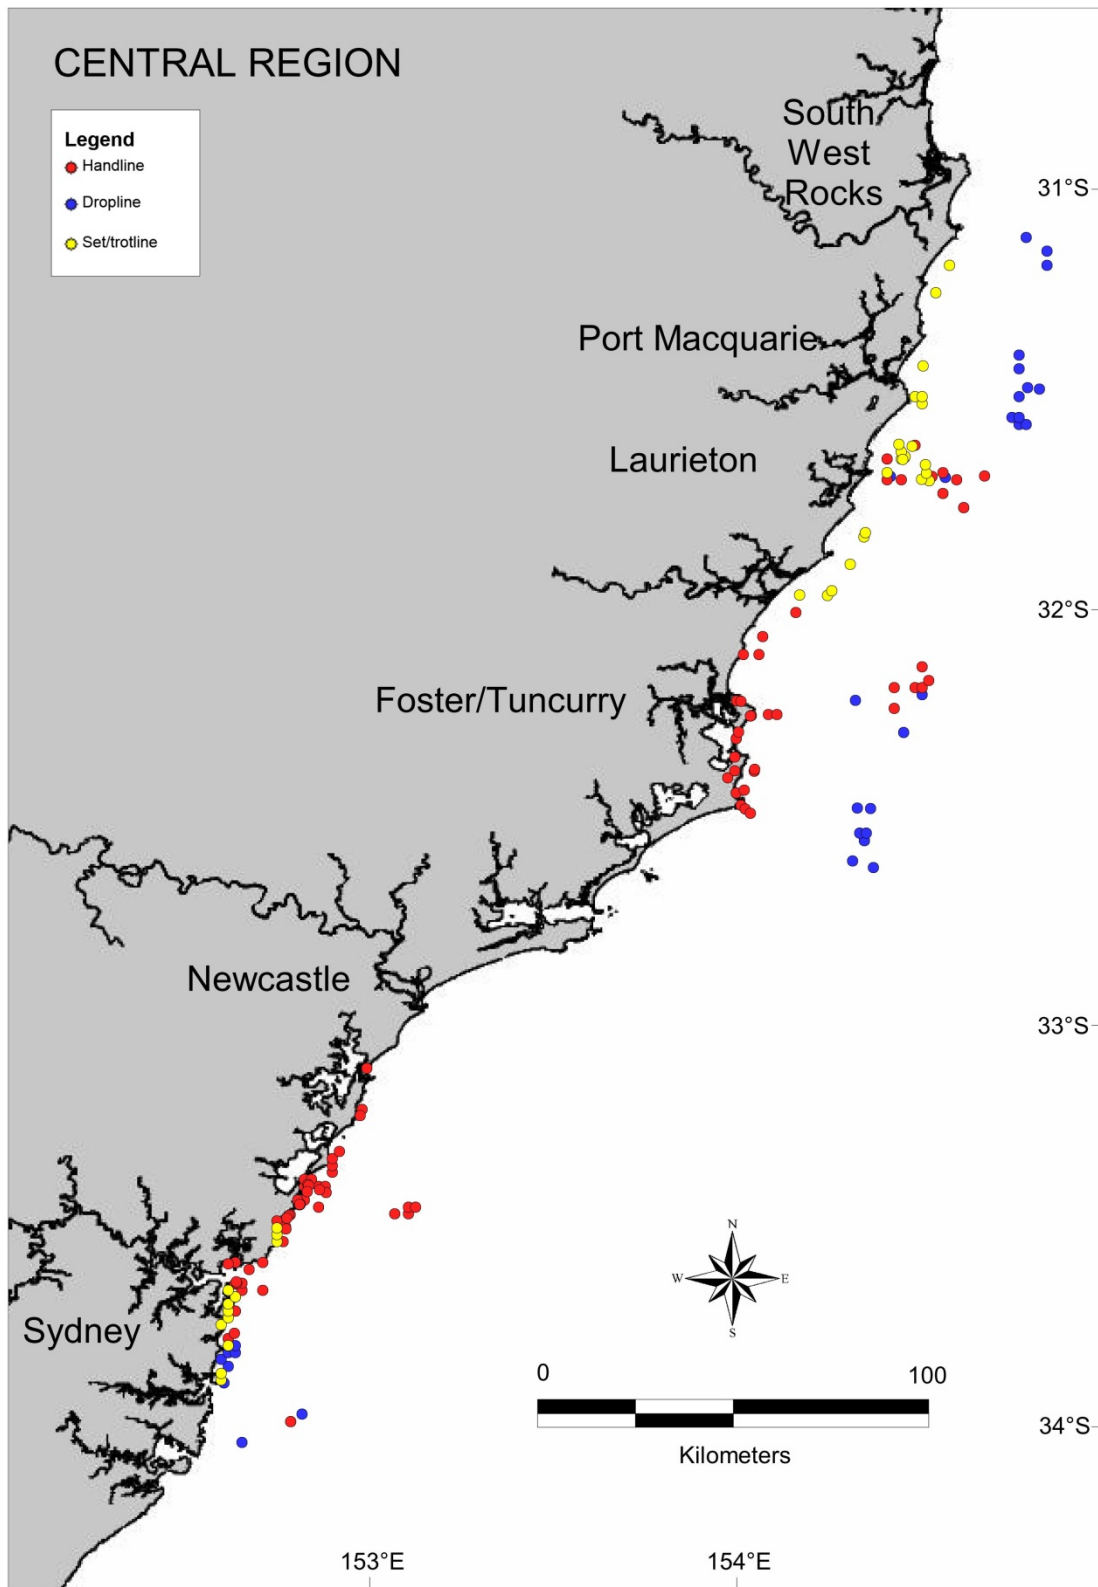 CENTRAL REGION
Legend
Handline
Dropline
Set/trotline
South
West
Rocks
31°S
Port Macquarie
Laurieton
32°S
Foster/Tuncurry
Newcastle
33°S
N
W
E
S
Sydney
0
100
Kilometers
34°S
153°E
154°E